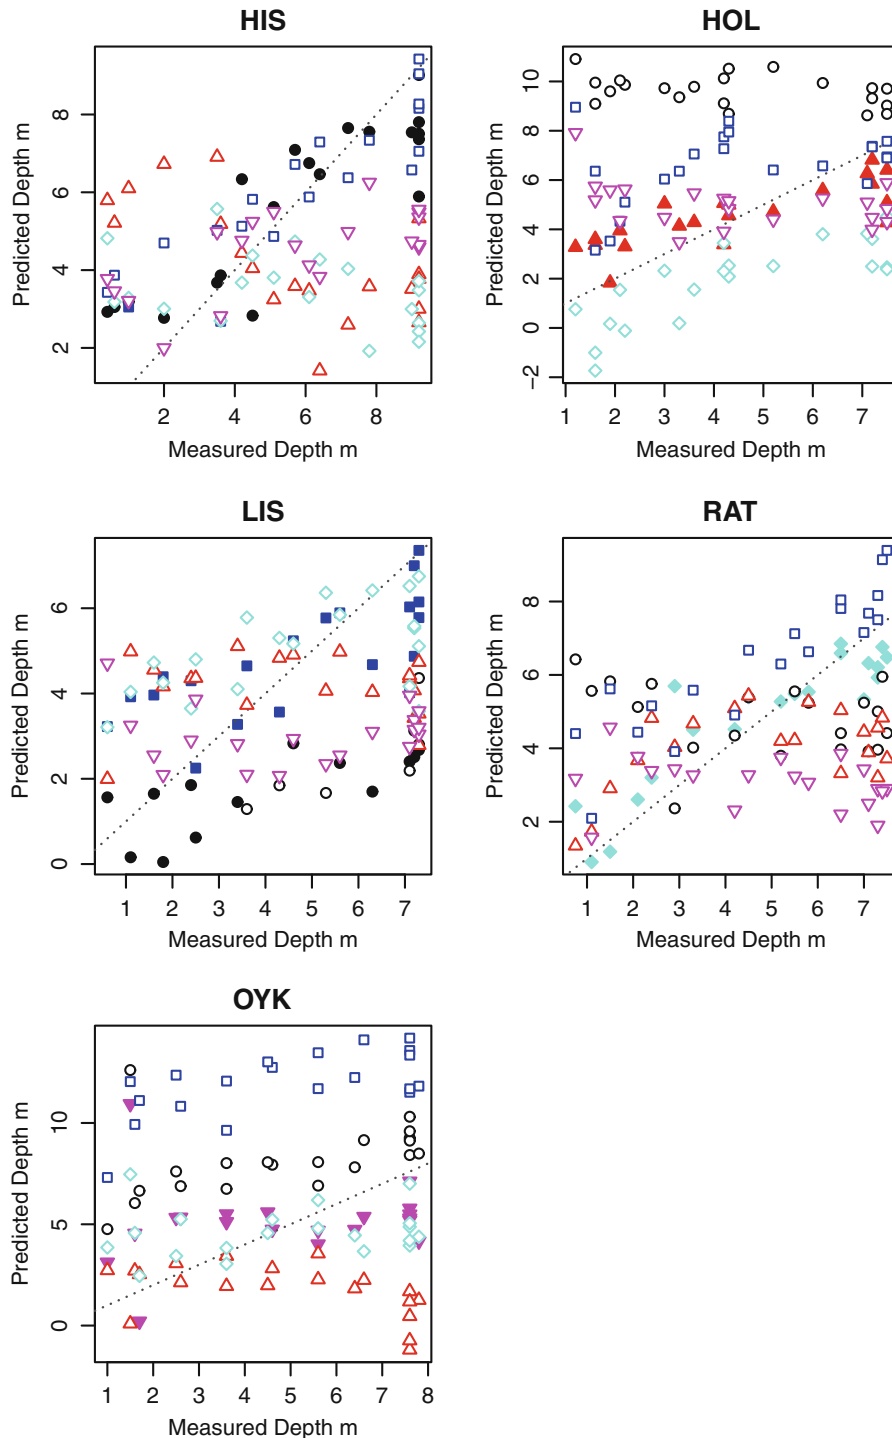 HIS
8
6
4
2
Predicted Depth m
2 4 6 8
Measured Depth m
HOL
10
8
6
4
2
0
−2
Predicted Depth m
1 2 3 4 5 6 7
Measured Depth m
LIS
6
4
2
0
Predicted Depth m
1 2 3 4 5 6 7
Measured Depth m
RAT
8
6
4
2
Predicted Depth m
1 2 3 4 5 6 7
Measured Depth m
OYK
10
5
0
Predicted Depth m
1 2 3 4 5 6 7 8
Measured Depth m